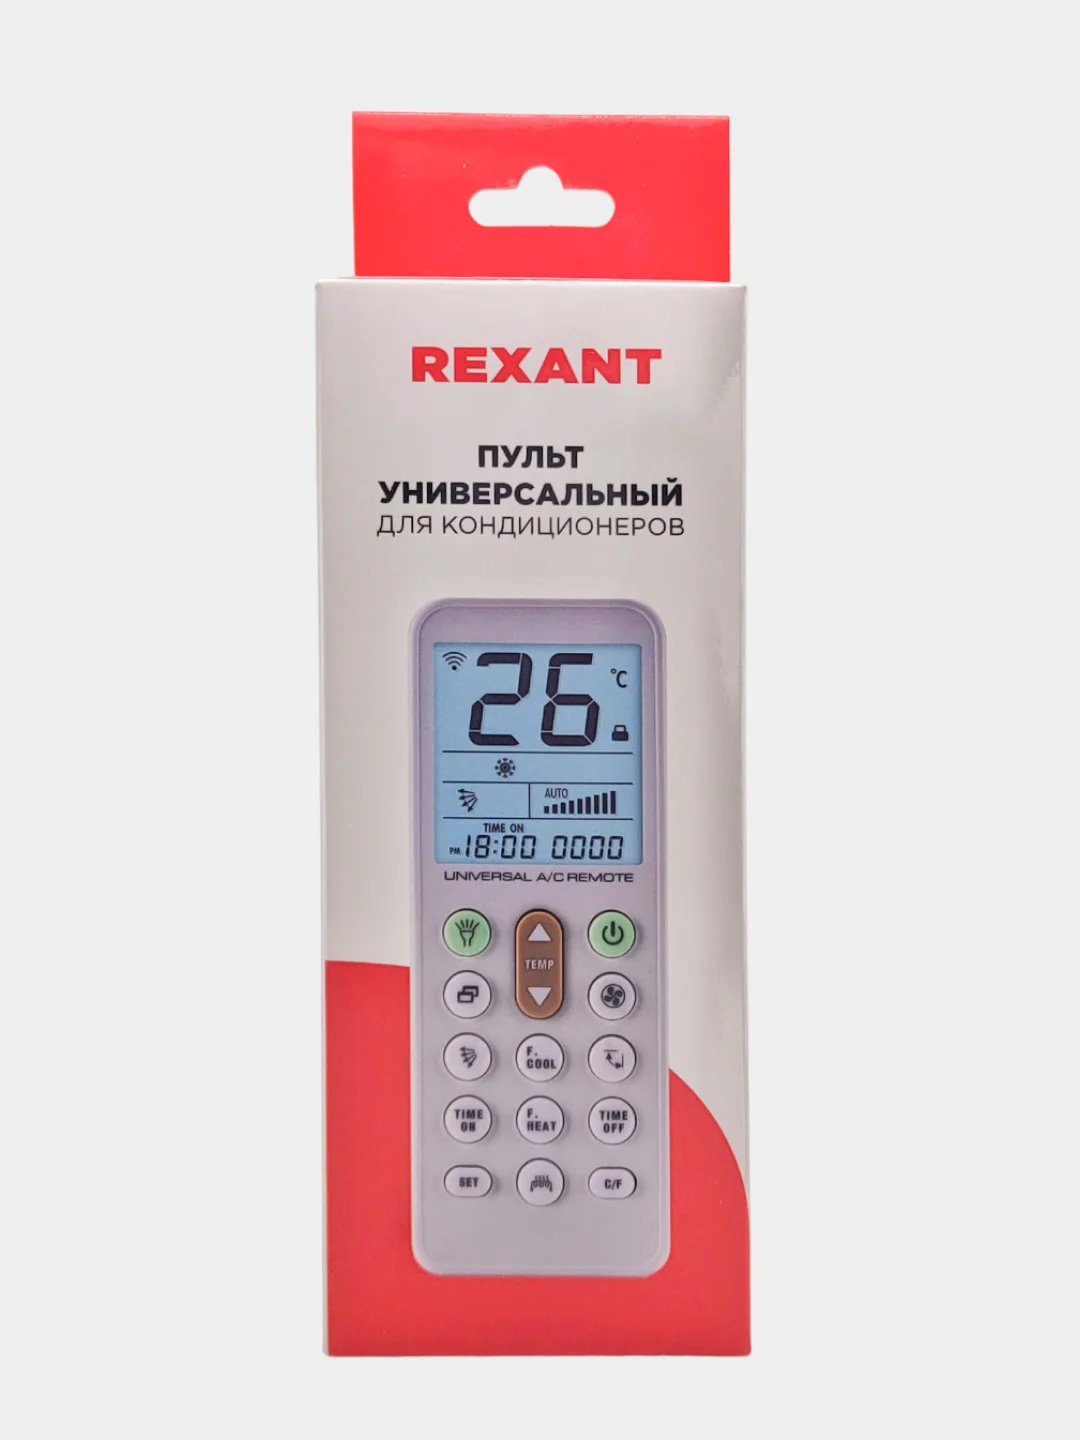 REXANT
ПУЛЬТ
УНИВЕРСАЛЬНЫЙ
ДЛЯ КОНДИЦИОНЕРОВ
26 °C
AUTO
TIME ON
PM 18:00 0000
UNIVERSAL A/C REMOTE
TEMP
F.
COOL
TIME
ON
F.
HEAT
TIME
OFF
SET
C/F